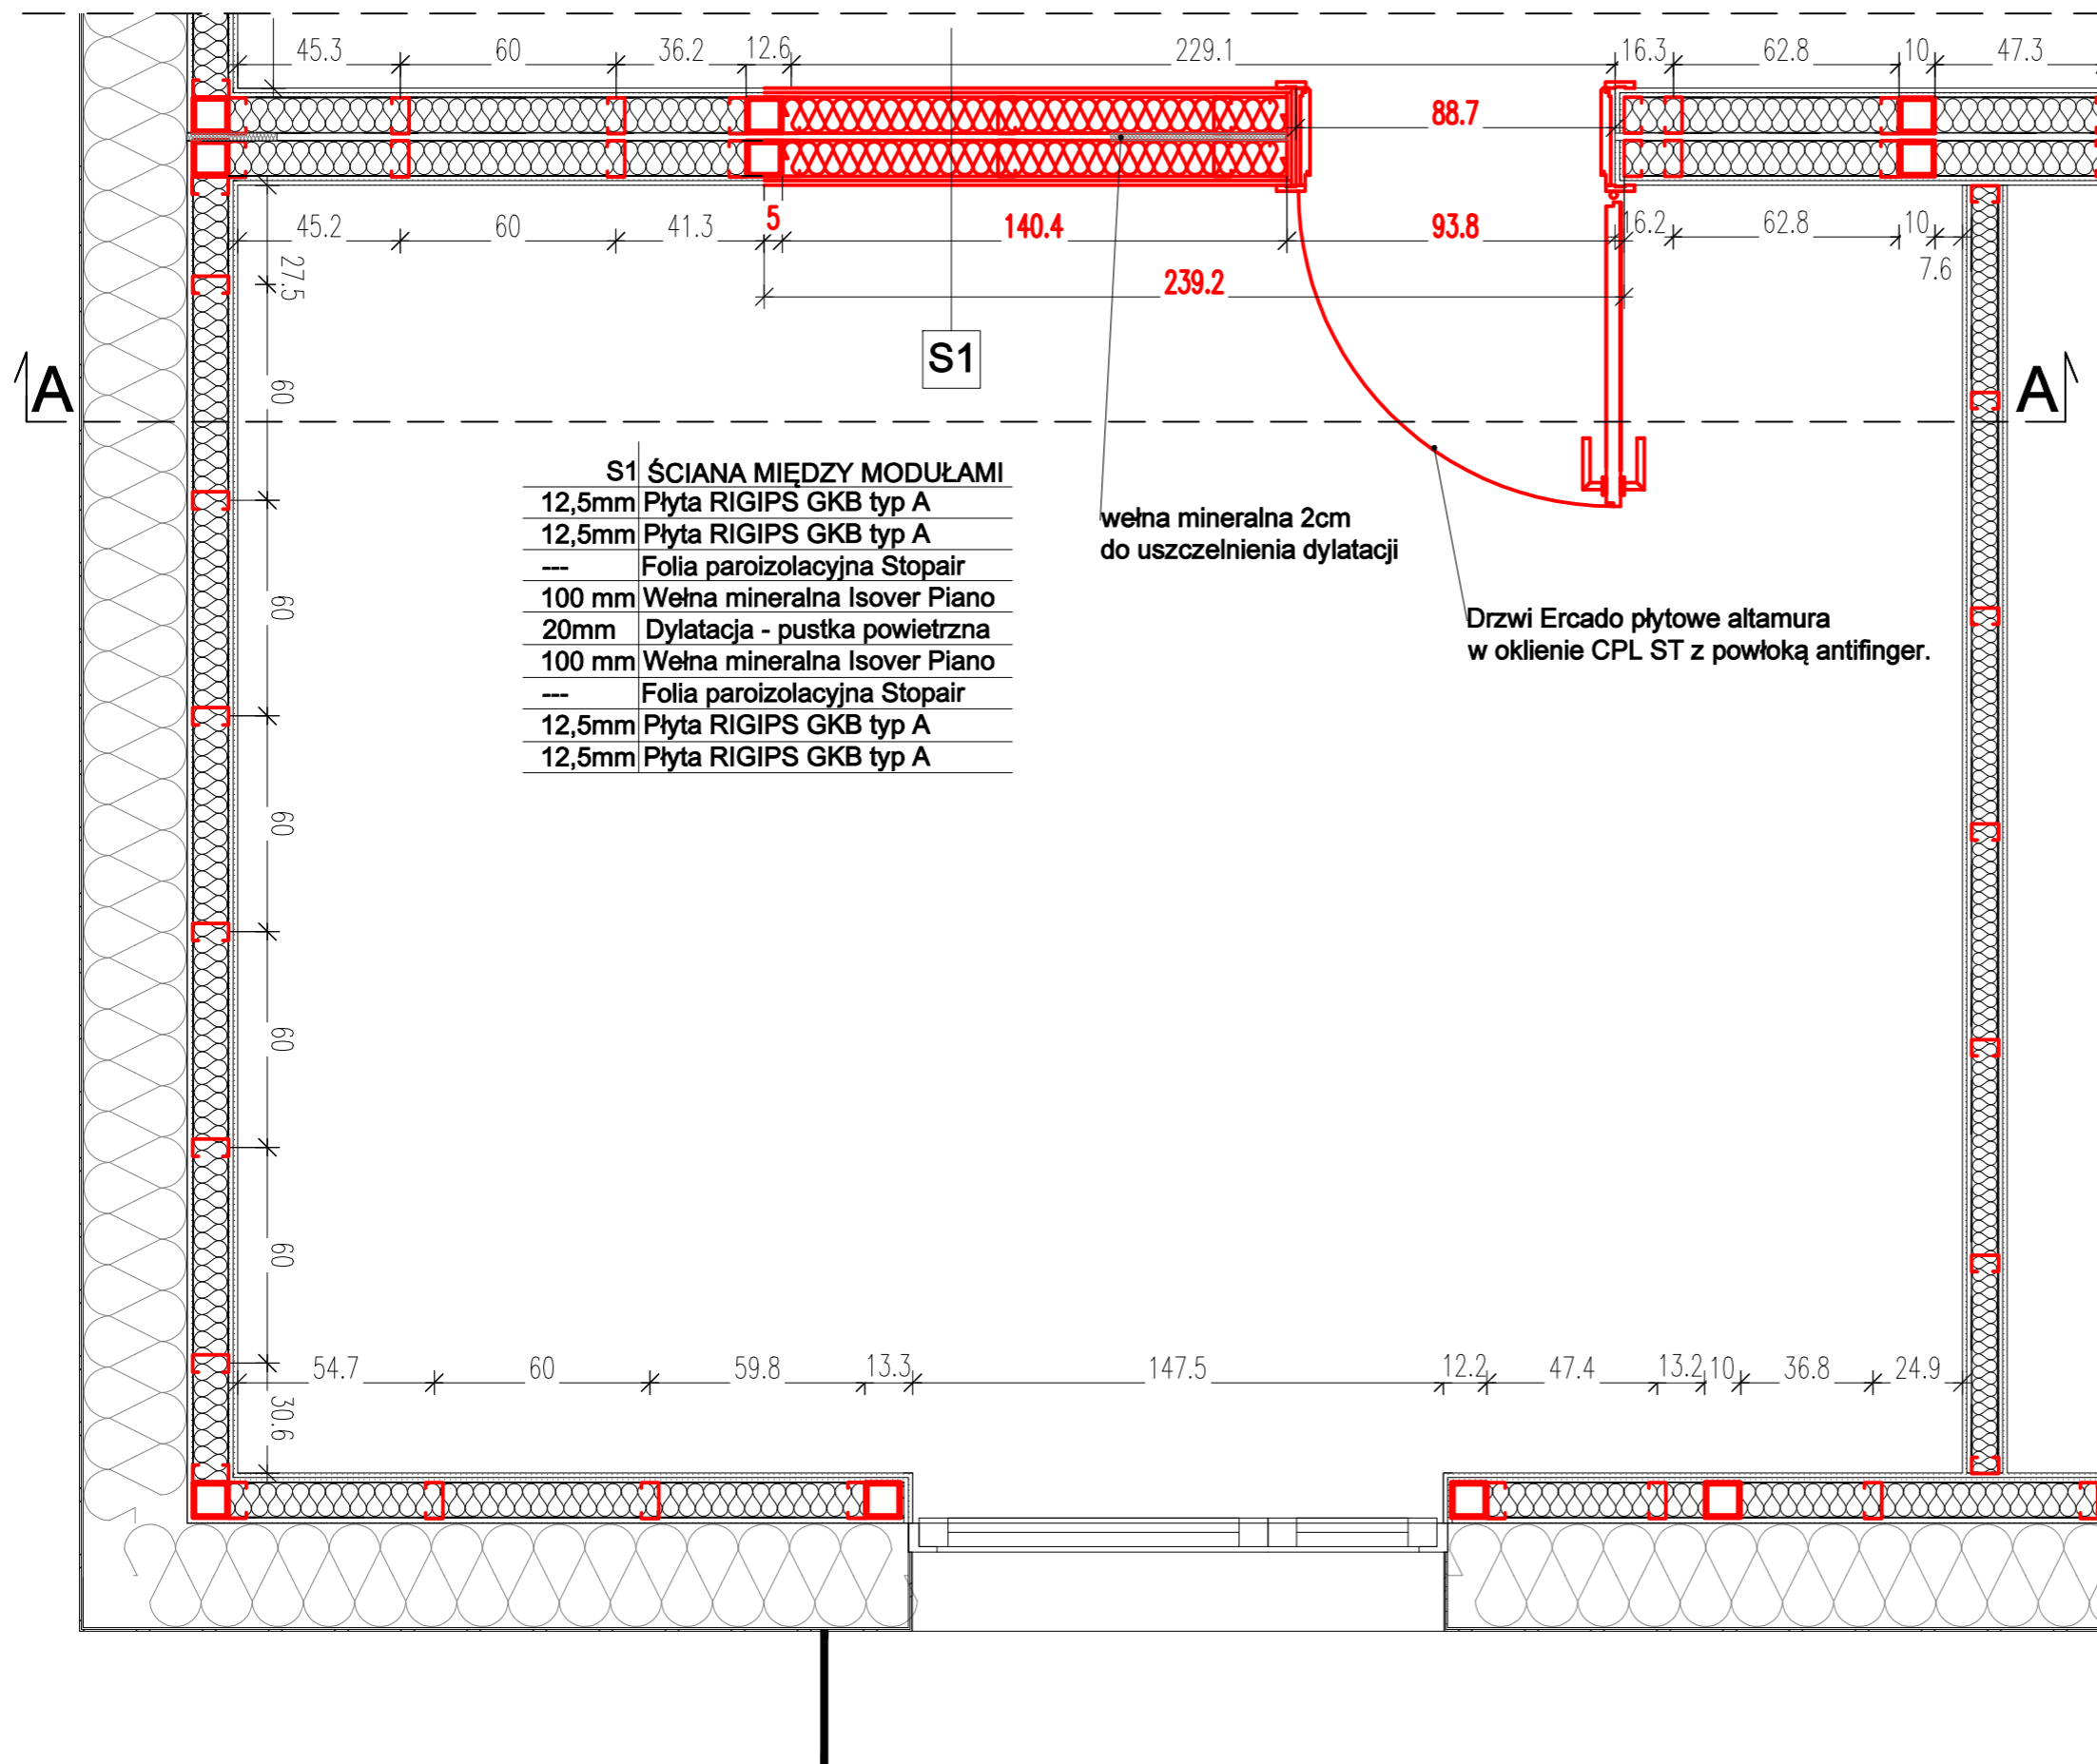 45.3 60 36.2 12.6 229.1 16.3 62.8 10 47.3
88.7
45.2 60 41.3 5 140.4 93.8 16.2 62.8 10
7.6
239.2
27.5
S1
A A
60
S1 ŚCIANA MIĘDZY MODUŁAMI
12,5mm Płyta RIGIPS GKB typ A
12,5mm Płyta RIGIPS GKB typ A
--- Folia paroizolacyjna Stopair
100 mm Wełna mineralna Isover Piano
20mm Dylatacja - pustka powietrzna
100 mm Wełna mineralna Isover Piano
--- Folia paroizolacyjna Stopair
12,5mm Płyta RIGIPS GKB typ A
12,5mm Płyta RIGIPS GKB typ A
wełna mineralna 2cm
do uszczelnienia dylatacji
Drzwi Ercado płytowe altamura
w oklienie CPL ST z powłoką antifinger.
60
60
60
60
54.7 60 59.8 13.3 147.5 12.2 47.4 13.2 10 36.8 24.9
30.6